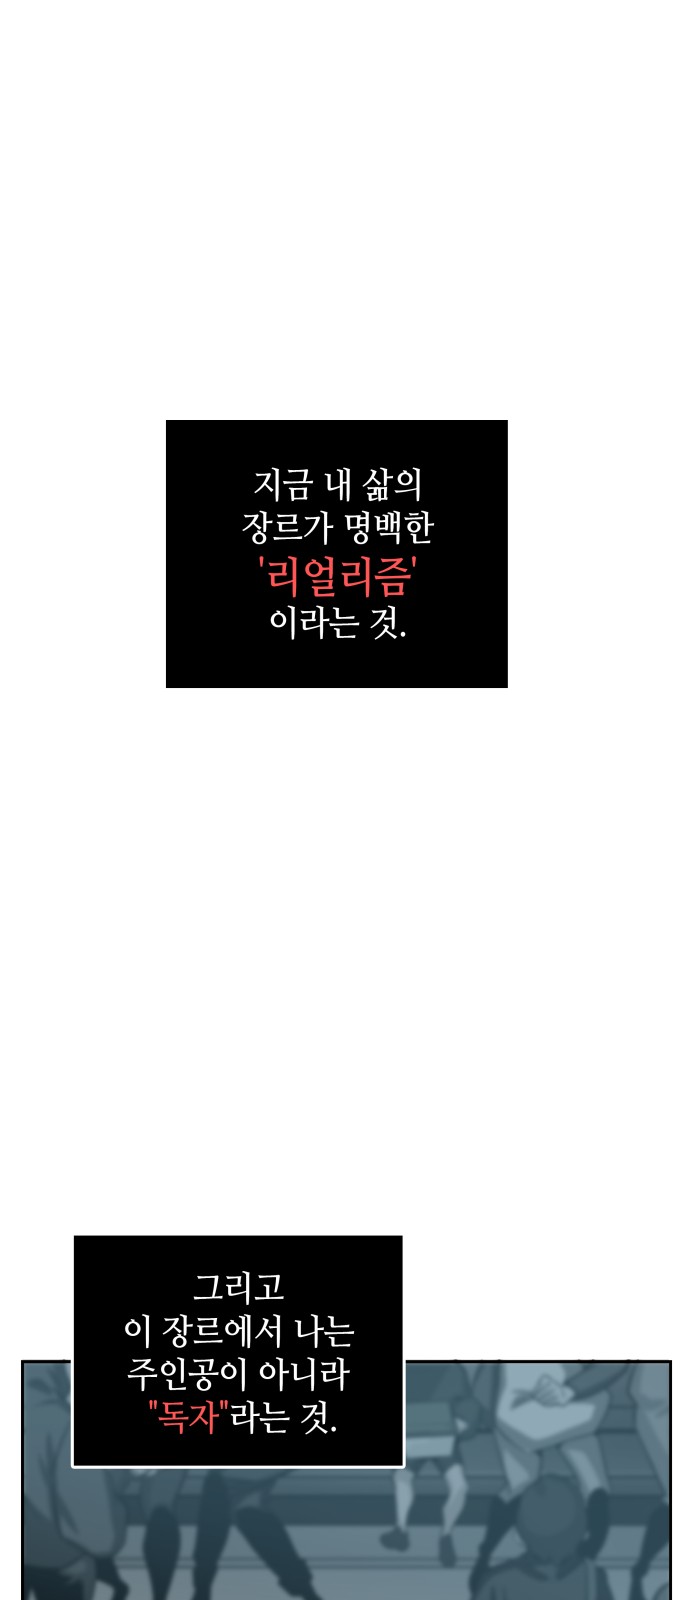 지금 내 삶의
장르가 명백한
'리얼리즘'
이라는 것.
그리고
이 장르에서 나는
주인공이 아니라
"독자"라는 것.